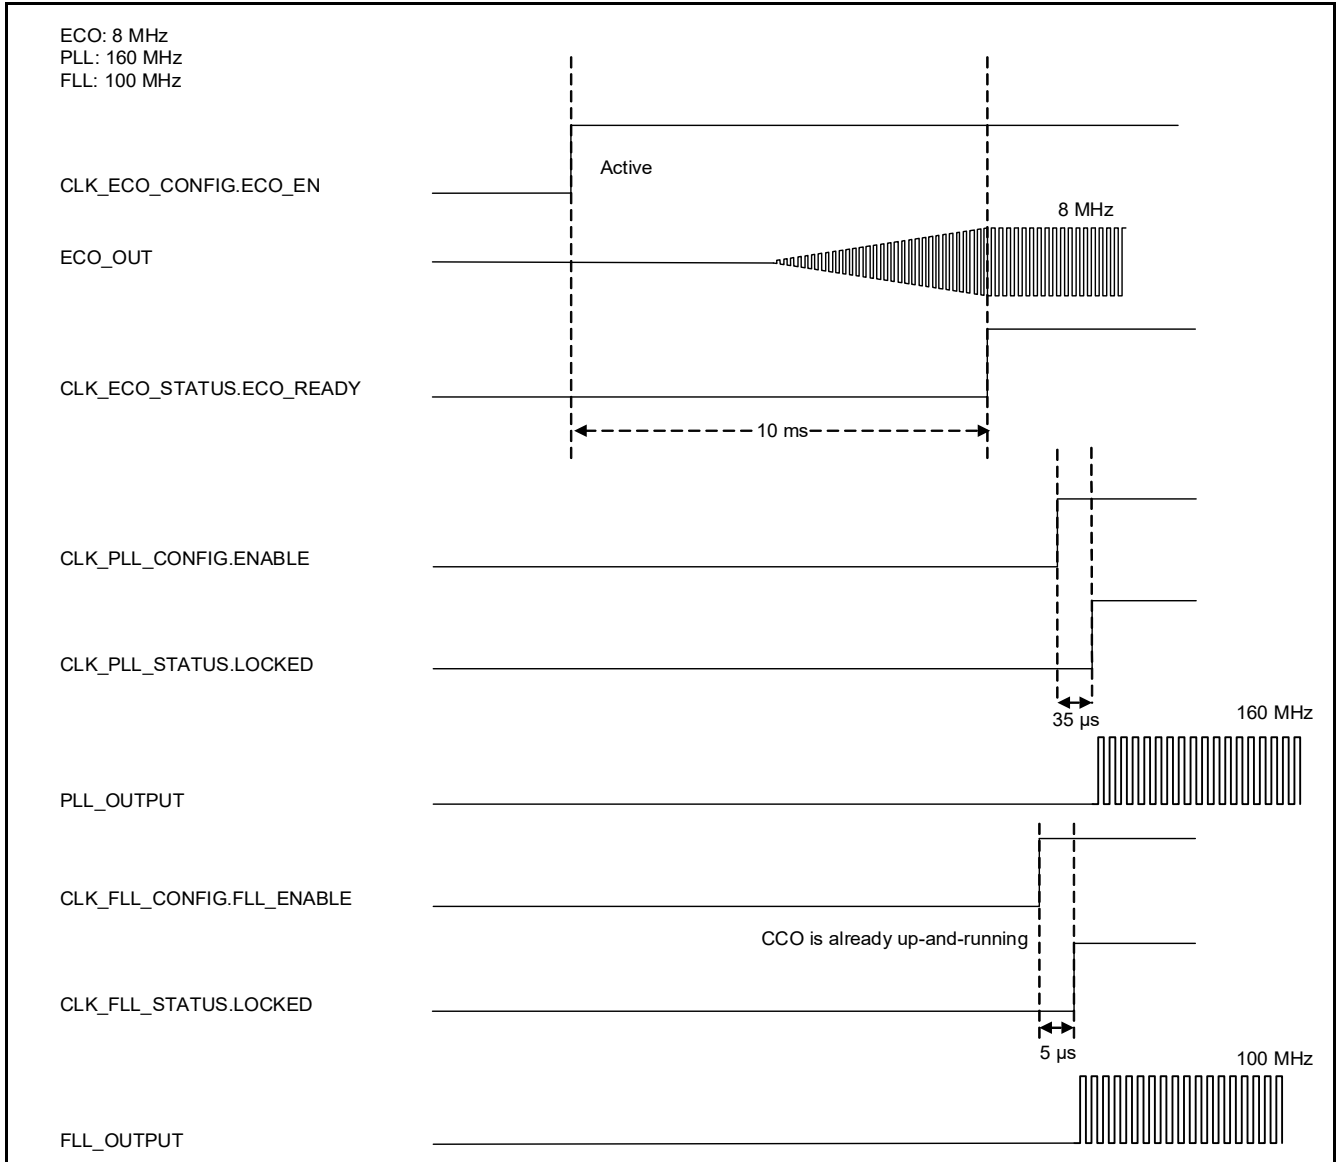 ECO: 8 MHz
PLL: 160 MHz
FLL: 100 MHz
Active
CLK_ECO_CONFIG.ECO_EN
8 MHz
ECO_OUT
CLK_ECO_STATUS.ECO_READY
10 ms
CLK_PLL_CONFIG.ENABLE
CLK_PLL_STATUS.LOCKED
35 µs
160 MHz
PLL_OUTPUT
CLK_FLL_CONFIG.FLL_ENABLE
CCO is already up-and-running
CLK_FLL_STATUS.LOCKED
5 µs
100 MHz
FLL_OUTPUT